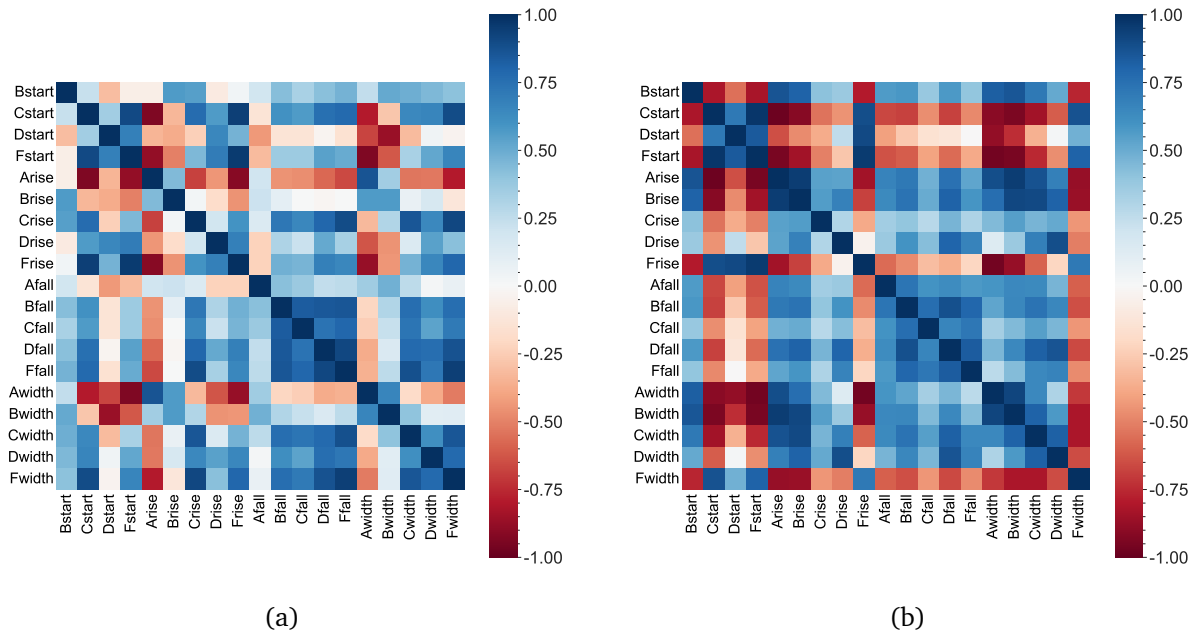 Bstart
Cstart
Dstart
Fstart
Arise
Brise
Crise
Drise
Frise
Afall
Bfall
Cfall
Dfall
Ffall
Awidth
Bwidth
Cwidth
Dwidth
Fwidth
Bstart Cstart Dstart Fstart Arise Brise Crise Drise Frise Afall Bfall Cfall Dfall Ffall Awidth Bwidth Cwidth Dwidth Fwidth
1.00
0.75
0.50
0.25
0.00
-0.25
-0.50
-0.75
-1.00
(a)
Bstart
Cstart
Dstart
Fstart
Arise
Brise
Crise
Drise
Frise
Afall
Bfall
Cfall
Dfall
Ffall
Awidth
Bwidth
Cwidth
Dwidth
Fwidth
Bstart Cstart Dstart Fstart Arise Brise Crise Drise Frise Afall Bfall Cfall Dfall Ffall Awidth Bwidth Cwidth Dwidth Fwidth
1.00
0.75
0.50
0.25
0.00
-0.25
-0.50
-0.75
-1.00
(b)